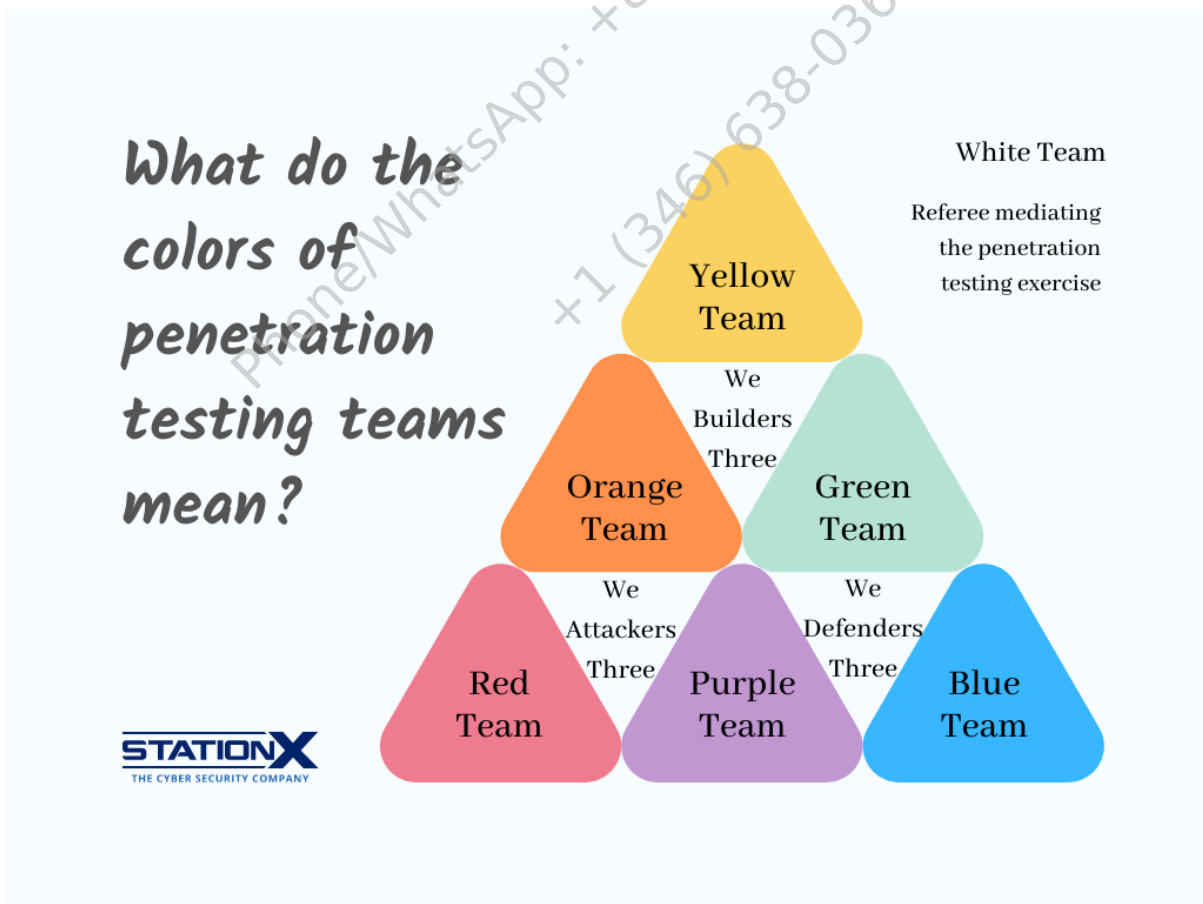 What do the
colors of
penetration
testing teams
mean?
White Team
Referee mediating
the penetration
testing exercise
Yellow
Team
We
Builders
Three
Orange
Team
Green
Team
We
Attackers
Three
We
Defenders
Three
Red
Team
Purple
Team
Blue
Team
STATIONX
THE CYBER SECURITY COMPANY
Phone/WhatsApp:
+1 (346) 638-036